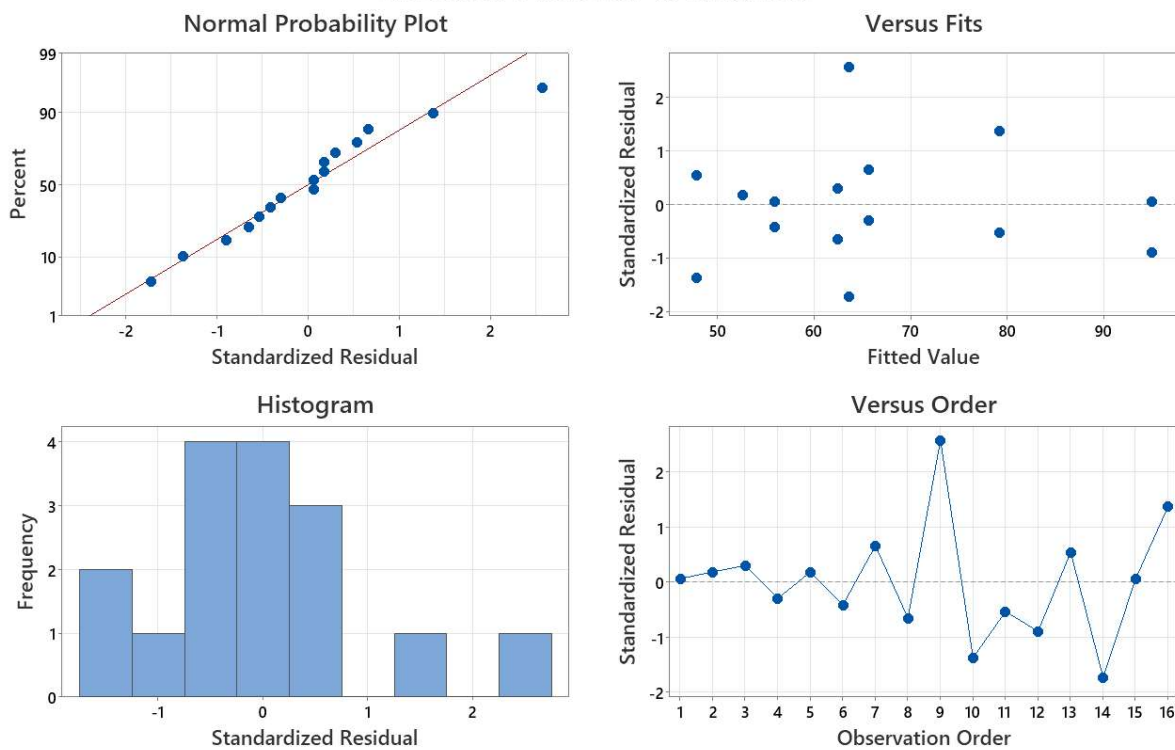 Normal Probability Plot
99
90
50
10
1
Percent
-2 -1 0 1 2
Standardized Residual
Versus Fits
2
1
0
-1
-2
Standardized Residual
50 60 70 80 90
Fitted Value
Histogram
4
3
2
1
0
Frequency
-1 0 1 2
Standardized Residual
Versus Order
2
1
0
-1
-2
Standardized Residual
1 2 3 4 5 6 7 8 9 10 11 12 13 14 15 16
Observation Order